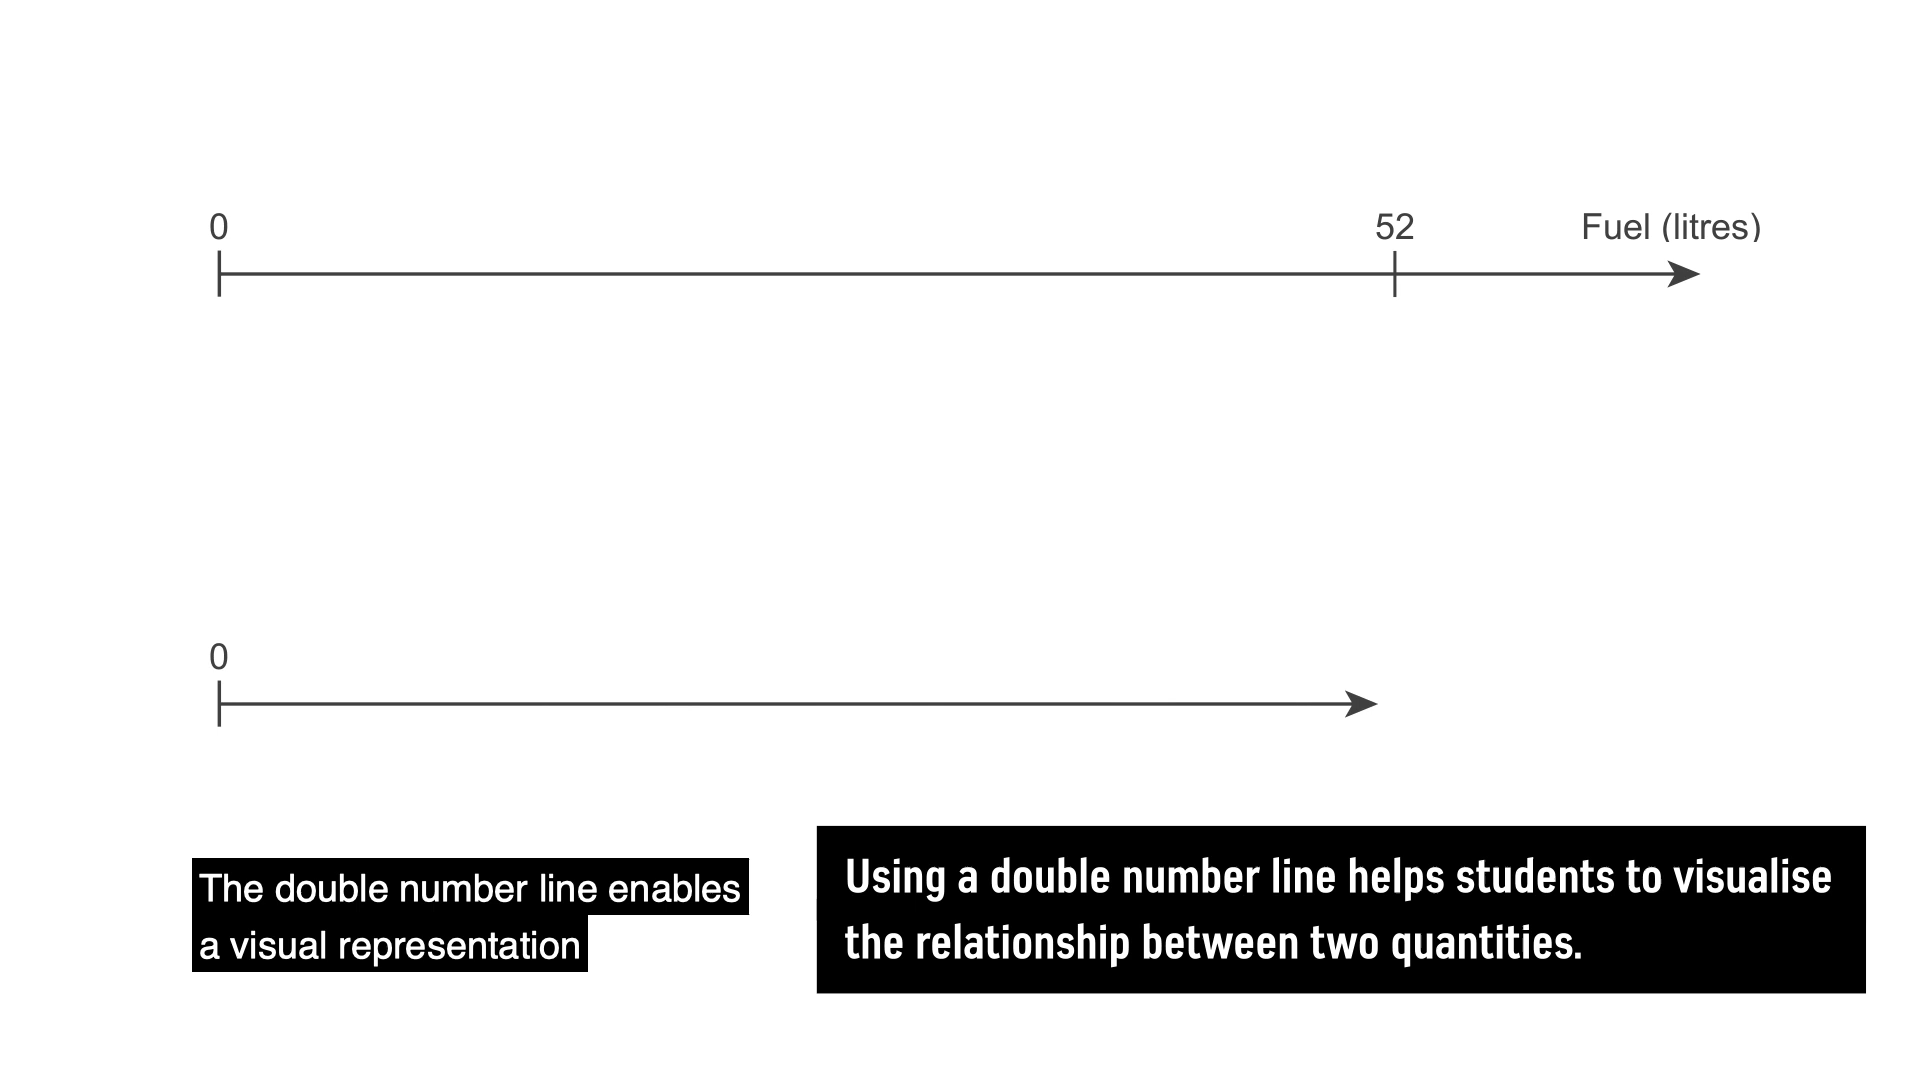 0 52 Fuel (litres)
0
The double number line enables
a visual representation
Using a double number line helps students to visualise
the relationship between two quantities.